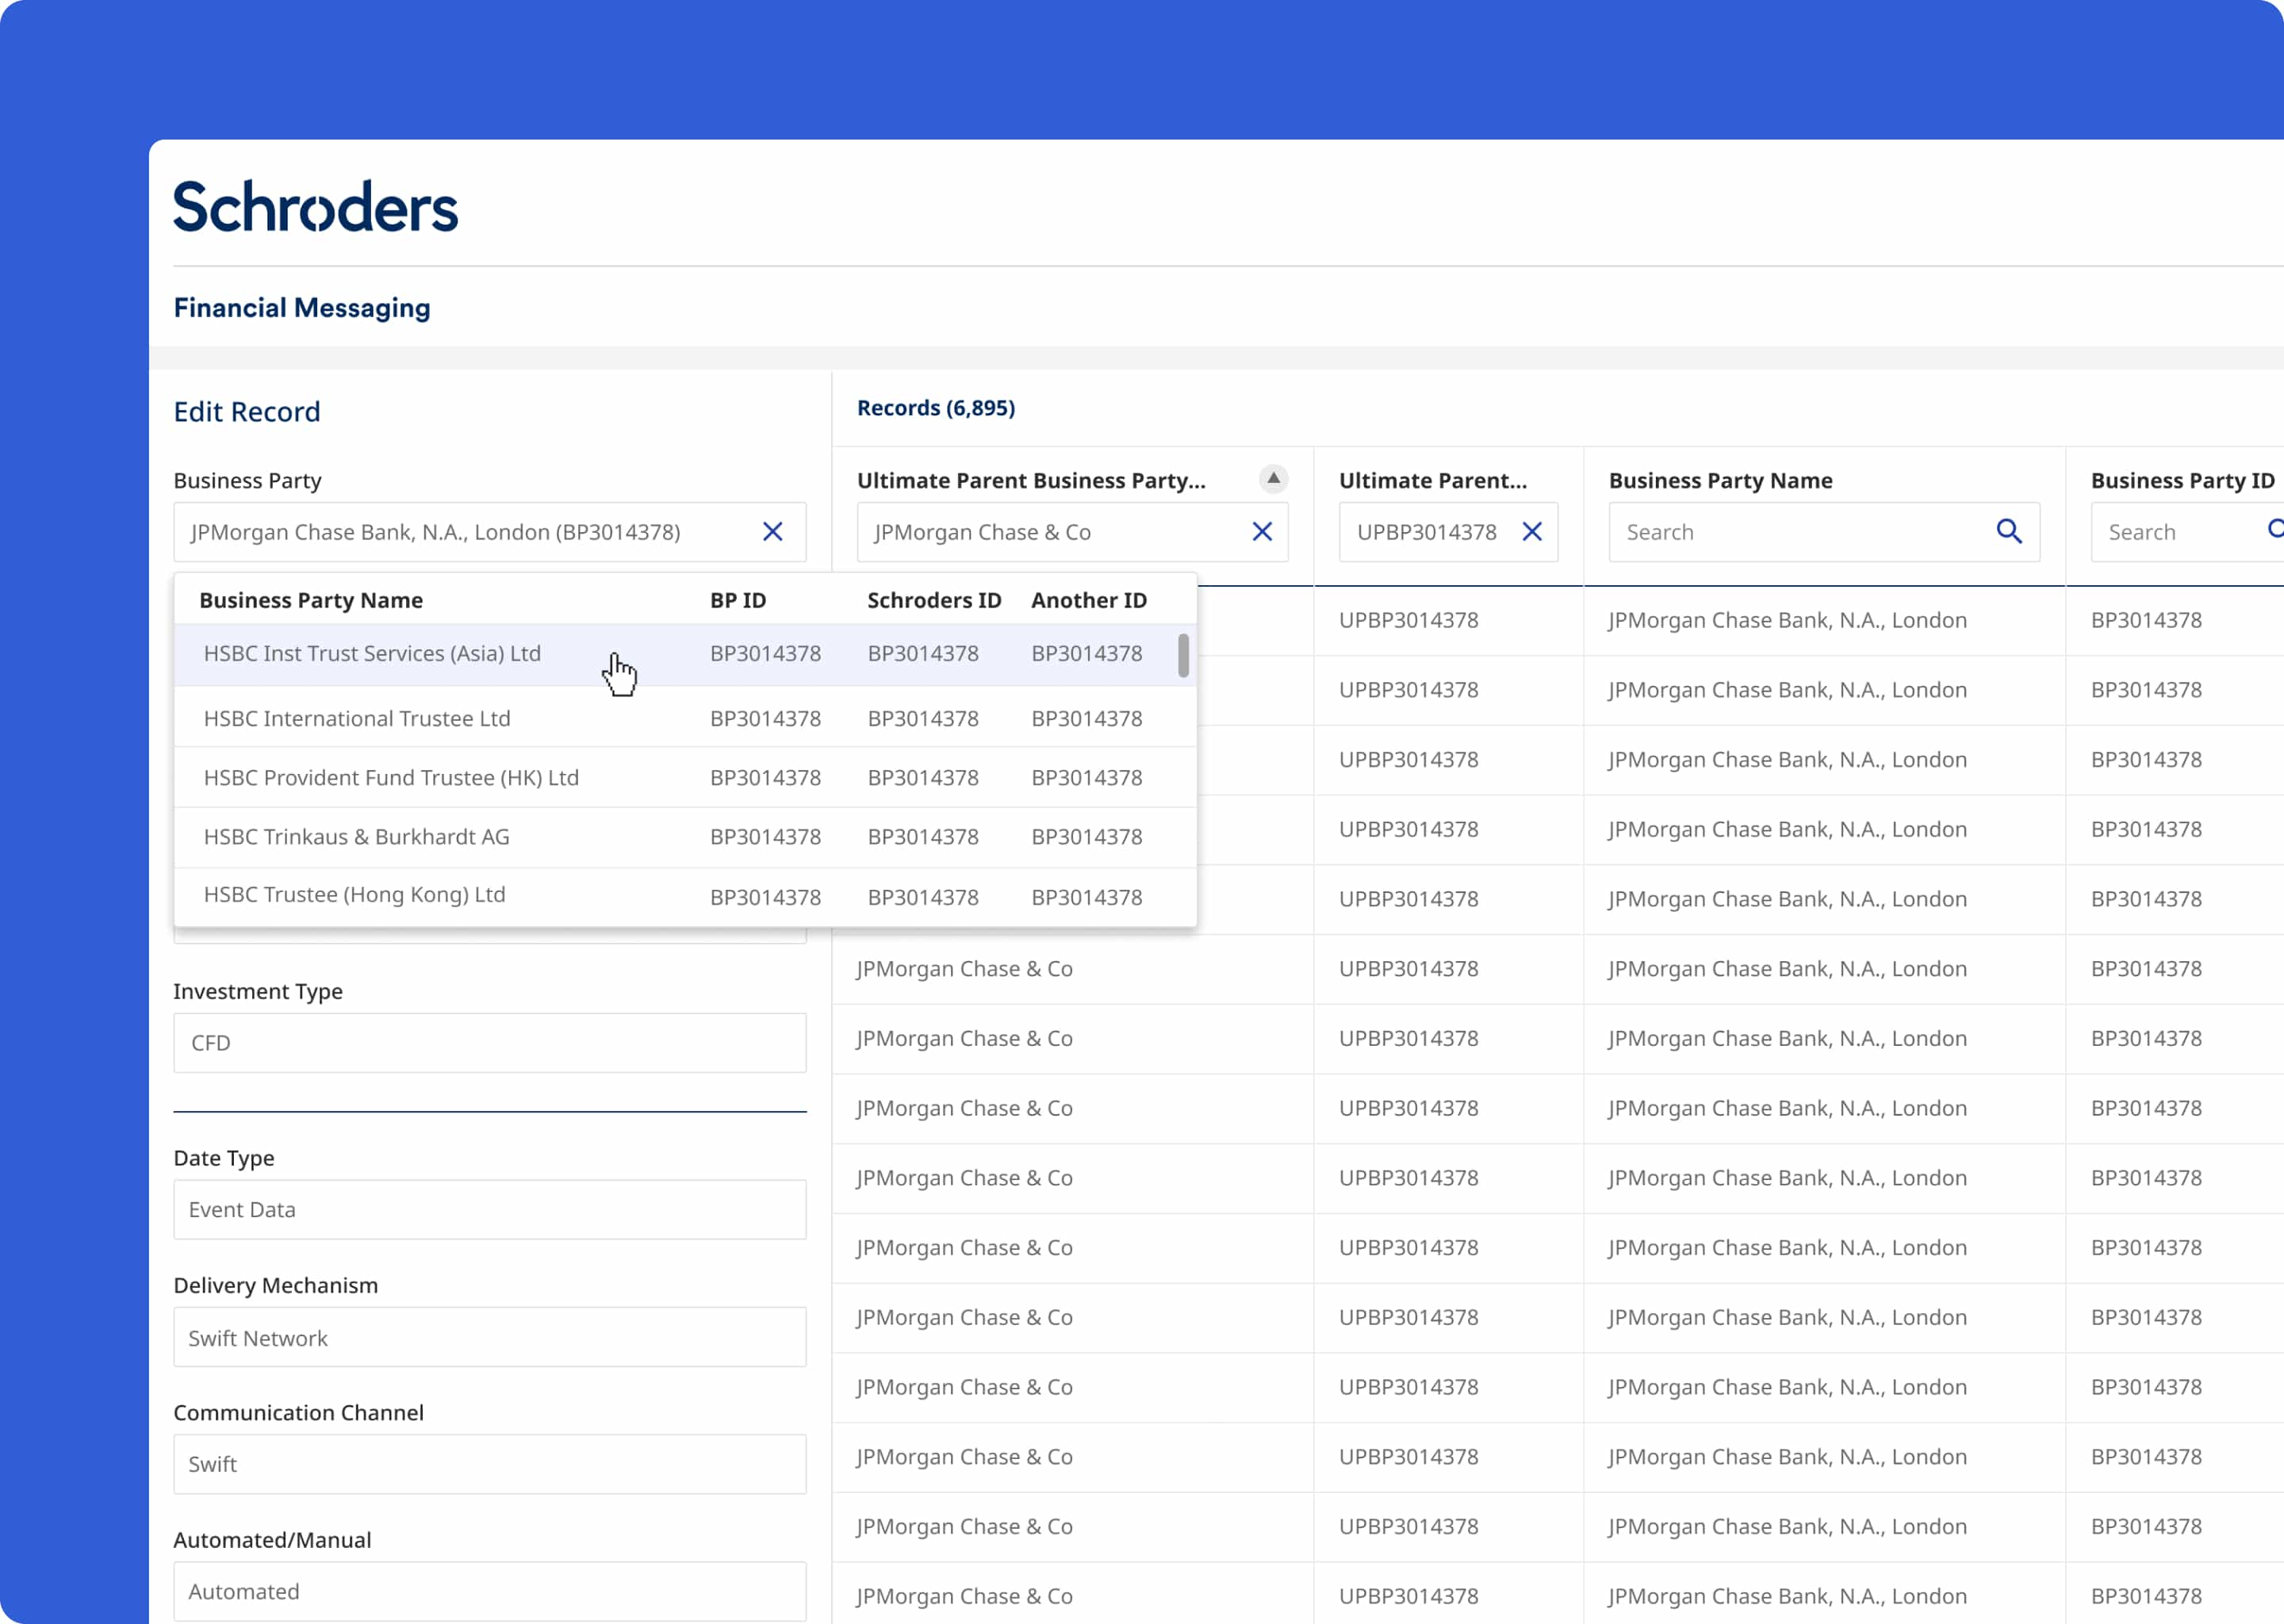 Schroders
Financial Messaging
Edit Record
Records (6,895)
Business Party
Ultimate Parent Business Party... Ultimate Parent... Business Party Name Business Party ID
JPMorgan Chase Bank, N.A., London (BP3014378)
JPMorgan Chase & Co UPBP3014378 Search Search
Business Party Name BP ID Schroders ID Another ID
HSBC Inst Trust Services (Asia) Ltd BP3014378 BP3014378 BP3014378
HSBC International Trustee Ltd BP3014378 BP3014378 BP3014378
HSBC Provident Fund Trustee (HK) Ltd BP3014378 BP3014378 BP3014378
HSBC Trinkaus & Burkhardt AG BP3014378 BP3014378 BP3014378
HSBC Trustee (Hong Kong) Ltd BP3014378 BP3014378 BP3014378
Investment Type
CFD
Date Type
Event Data
Delivery Mechanism
Swift Network
Communication Channel
Swift
Automated/Manual
Automated
UPBP3014378 JPMorgan Chase Bank, N.A., London BP3014378
UPBP3014378 JPMorgan Chase Bank, N.A., London BP3014378
UPBP3014378 JPMorgan Chase Bank, N.A., London BP3014378
UPBP3014378 JPMorgan Chase Bank, N.A., London BP3014378
UPBP3014378 JPMorgan Chase Bank, N.A., London BP3014378
JPMorgan Chase & Co UPBP3014378 JPMorgan Chase Bank, N.A., London BP3014378
JPMorgan Chase & Co UPBP3014378 JPMorgan Chase Bank, N.A., London BP3014378
JPMorgan Chase & Co UPBP3014378 JPMorgan Chase Bank, N.A., London BP3014378
JPMorgan Chase & Co UPBP3014378 JPMorgan Chase Bank, N.A., London BP3014378
JPMorgan Chase & Co UPBP3014378 JPMorgan Chase Bank, N.A., London BP3014378
JPMorgan Chase & Co UPBP3014378 JPMorgan Chase Bank, N.A., London BP3014378
JPMorgan Chase & Co UPBP3014378 JPMorgan Chase Bank, N.A., London BP3014378
JPMorgan Chase & Co UPBP3014378 JPMorgan Chase Bank, N.A., London BP3014378
JPMorgan Chase & Co UPBP3014378 JPMorgan Chase Bank, N.A., London BP3014378
JPMorgan Chase & Co UPBP3014378 JPMorgan Chase Bank, N.A., London BP3014378